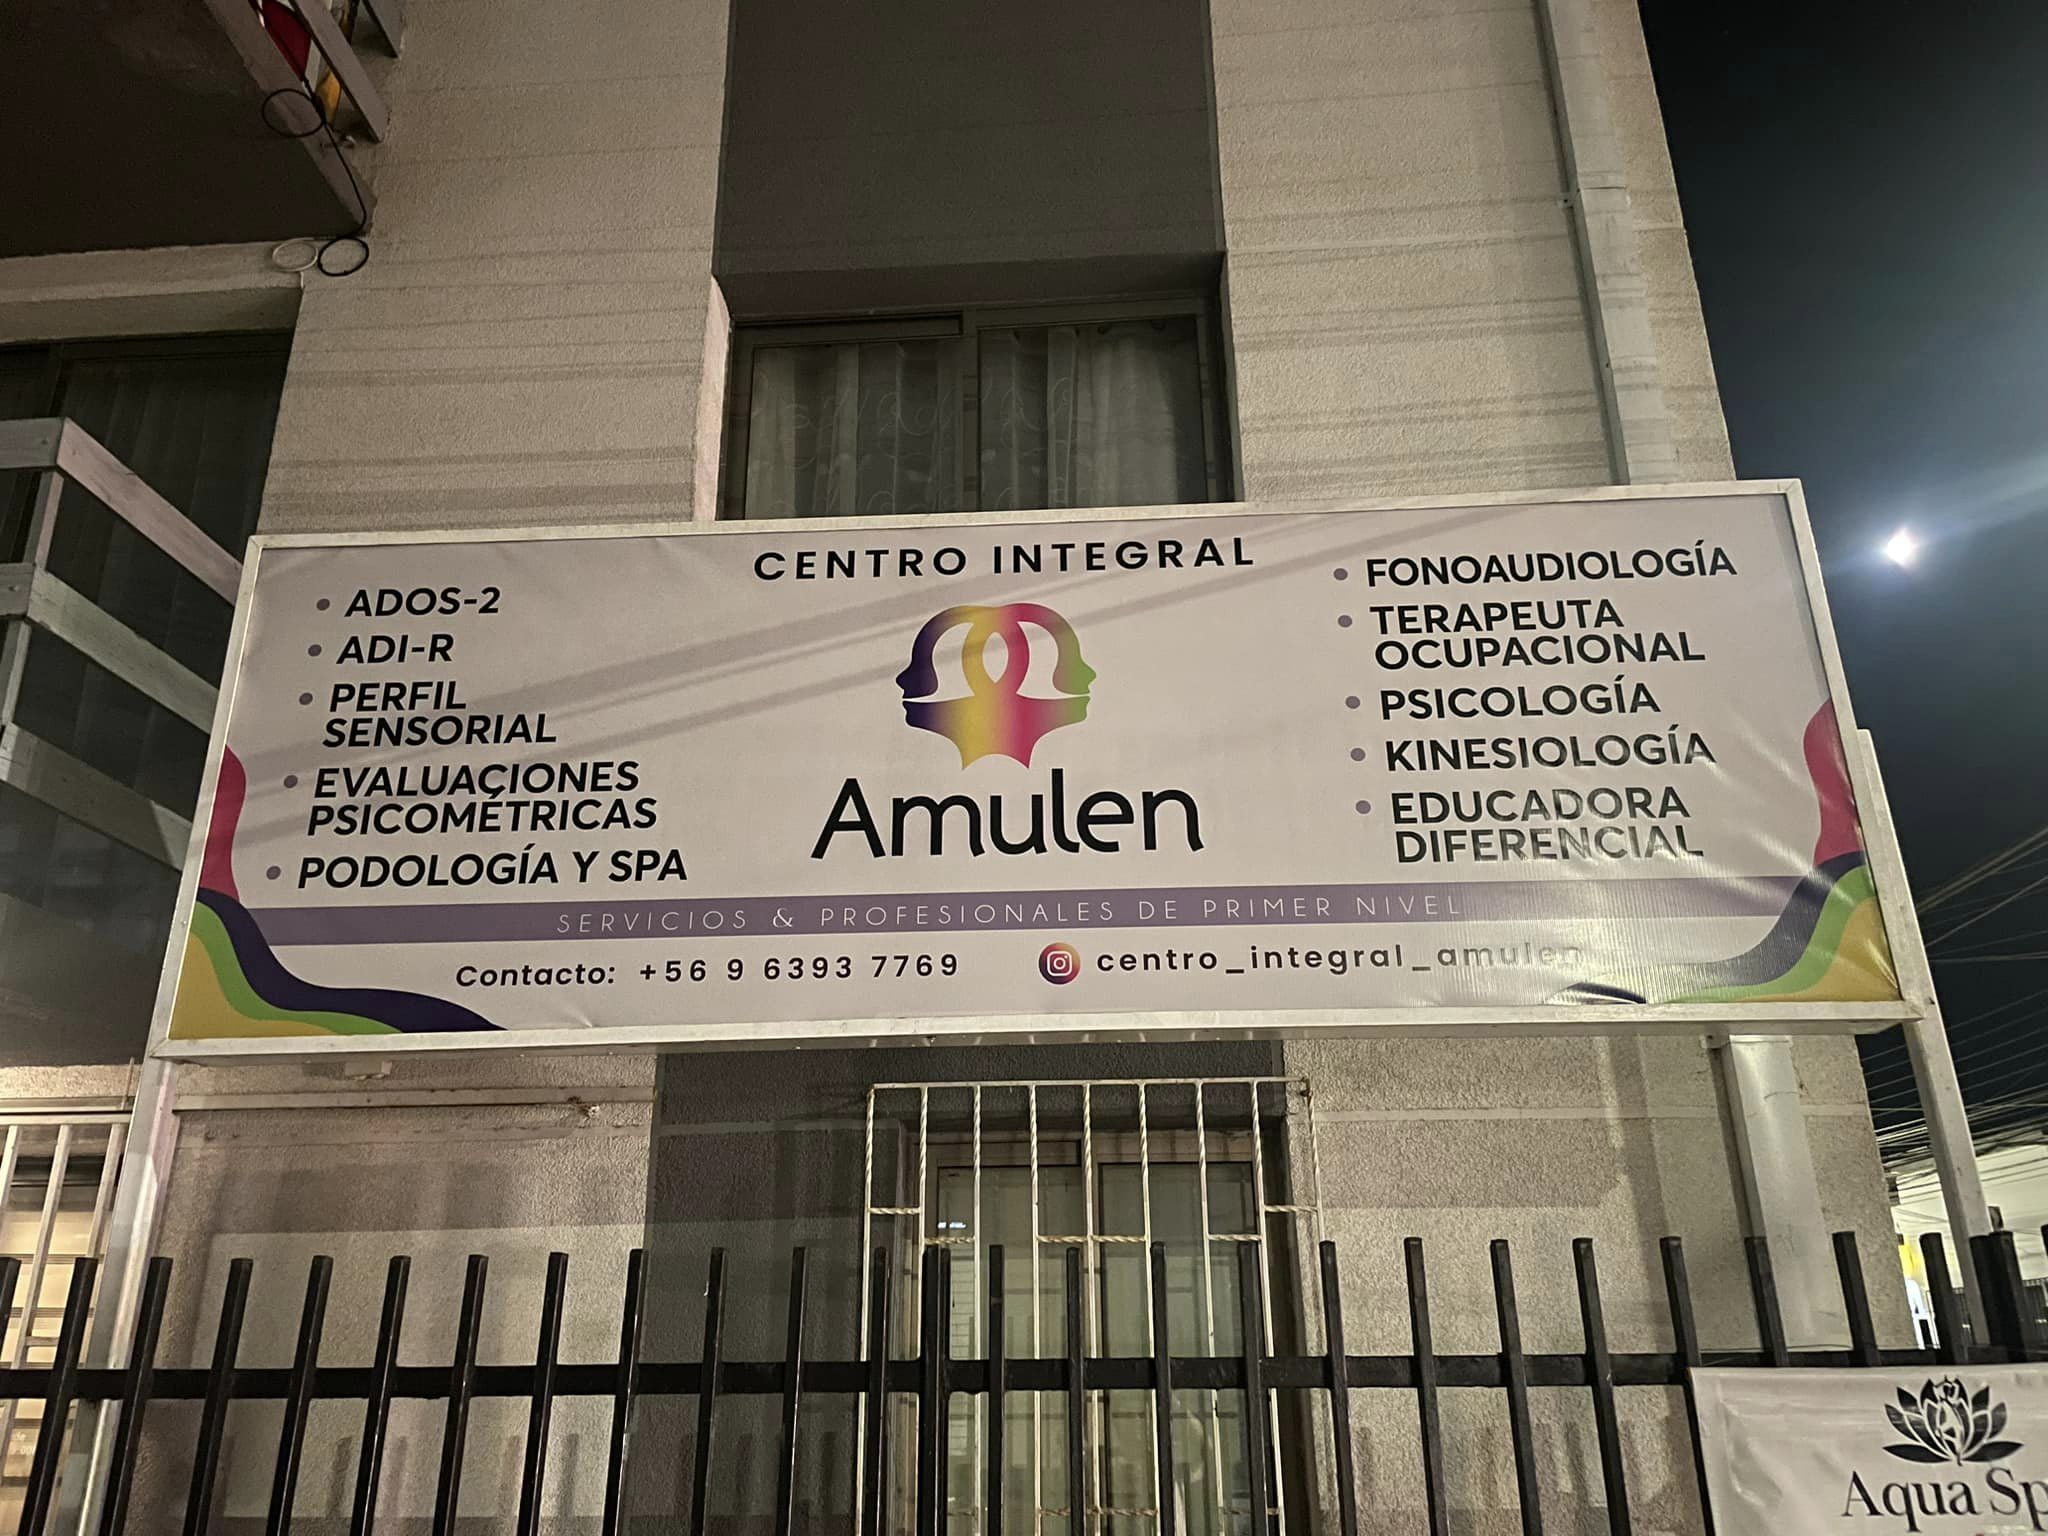 CENTRO INTEGRAL
Amulen
• ADOS-2
• ADI-R
• PERFIL
SENSORIAL
• EVALUACIONES
PSICOMÉTRICAS
• PODOLOGÍA Y SPA
• FONOAUDIOLOGÍA
• TERAPEUTA
OCUPACIONAL
• PSICOLOGÍA
• KINESIOLOGÍA
• EDUCADORA
DIFERENCIAL
SERVICIOS & PROFESIONALES DE PRIMER NIVEL
Contacto: +56 9 6393 7769
centro_integral_amulen
Aqua Sp